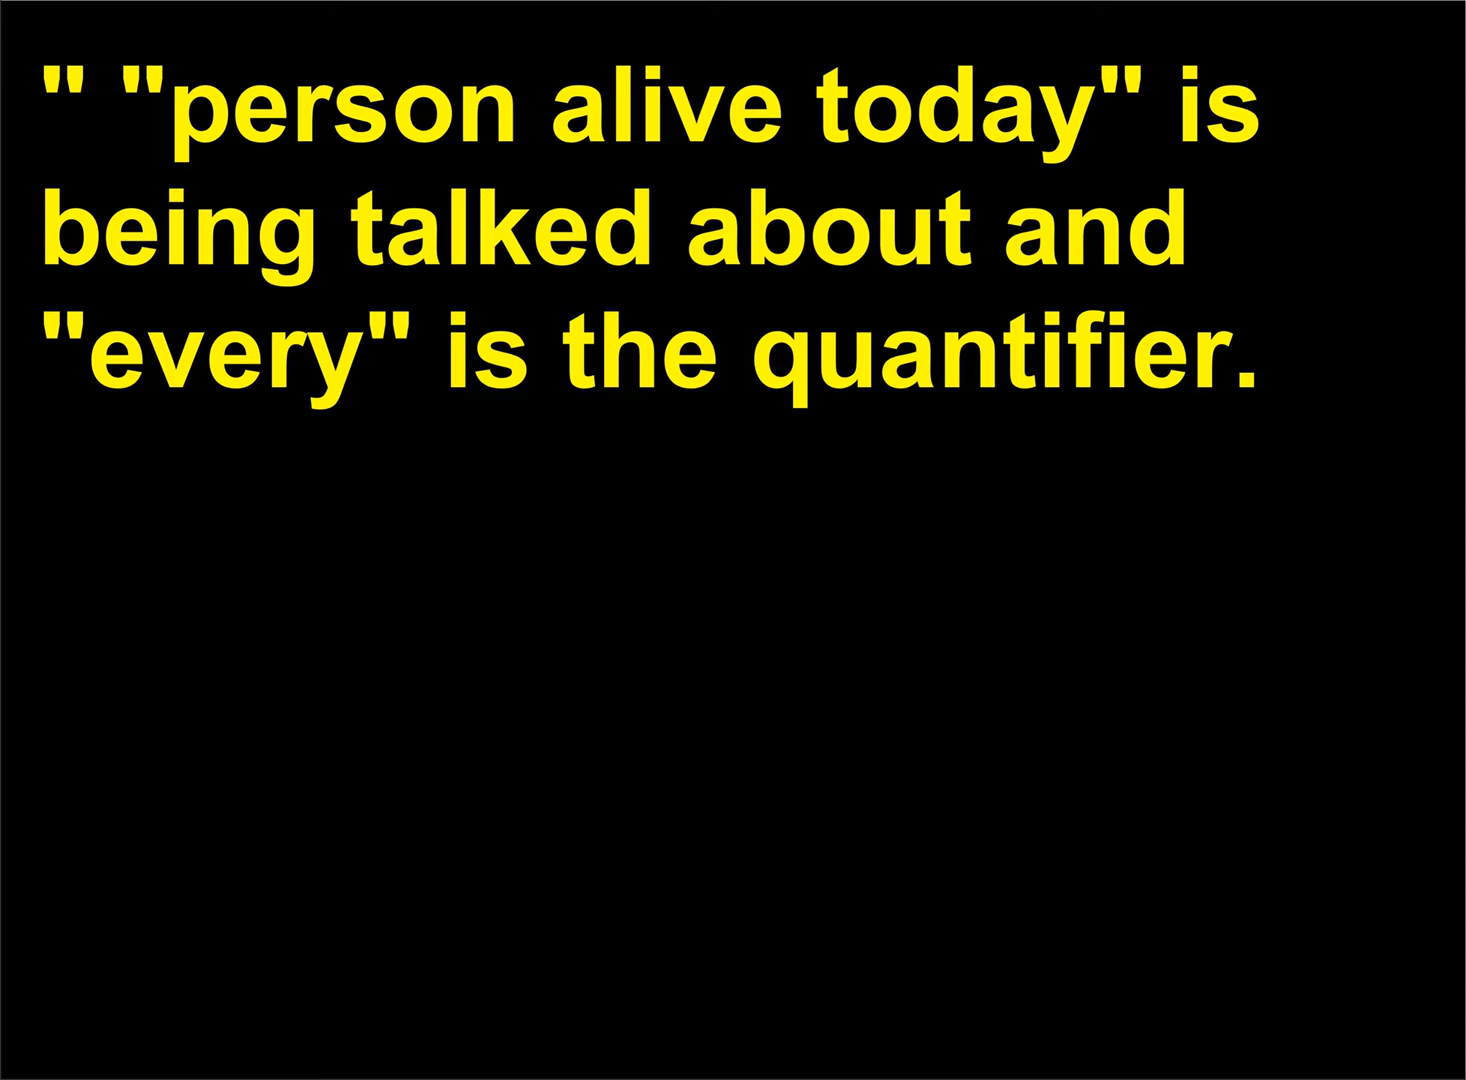 " "person alive today" is
being talked about and
"every" is the quantifier.